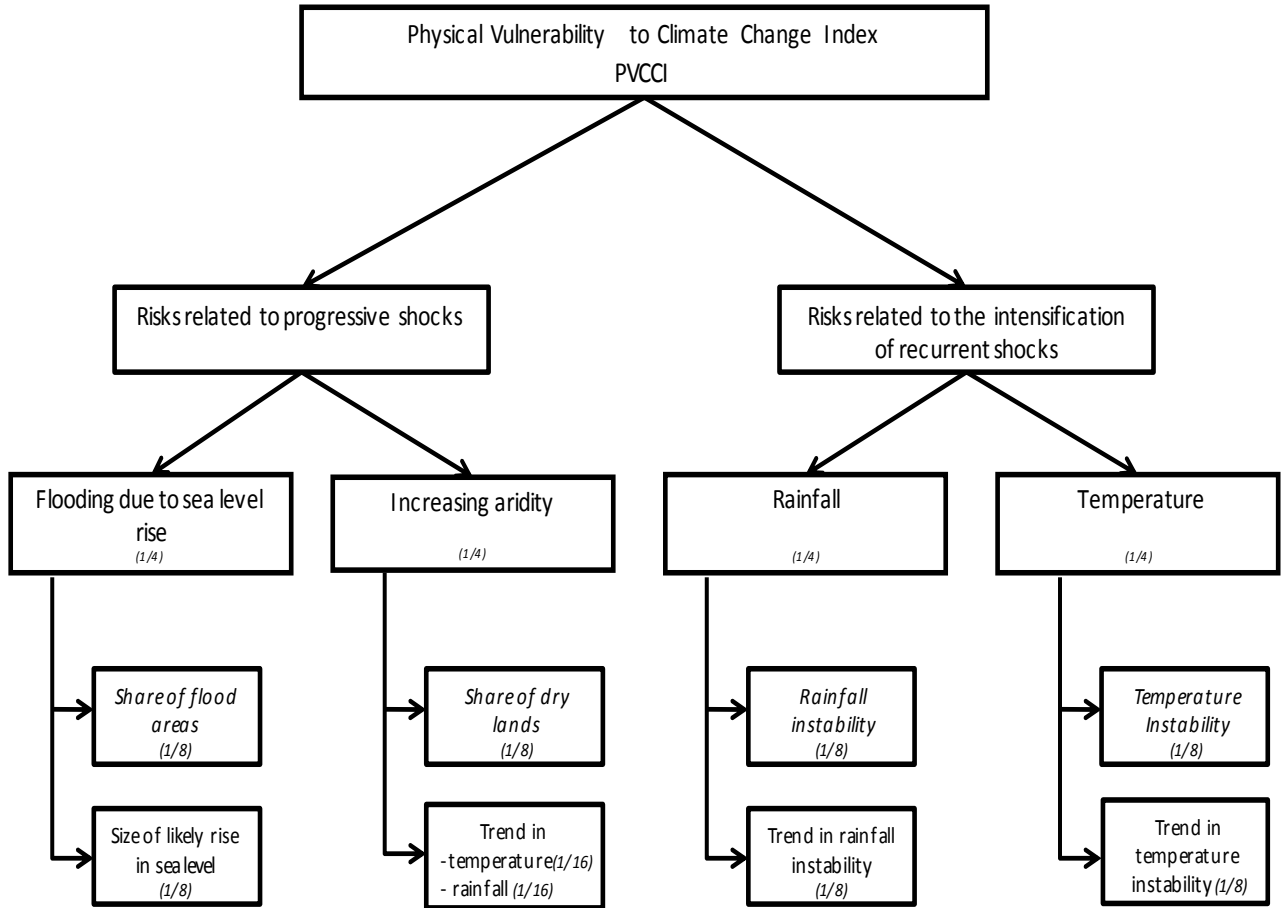 Physical Vulnerability to Climate Change Index
PVCCI
Risks related to progressive shocks
Risks related to the intensification
of recurrent shocks
Flooding due to sea level
rise
(1/4)
Increasing aridity
(1/4)
Rainfall
(1/4)
Temperature
(1/4)
Share of flood
areas
(1/8)
Share of dry
lands
(1/8)
Rainfall
instability
(1/8)
Temperature
Instability
(1/8)
Size of likely rise
in sea level
(1/8)
Trend in
-temperature(1/16)
- rainfall (1/16)
Trend in rainfall
instability
(1/8)
Trend in
temperature
instability (1/8)